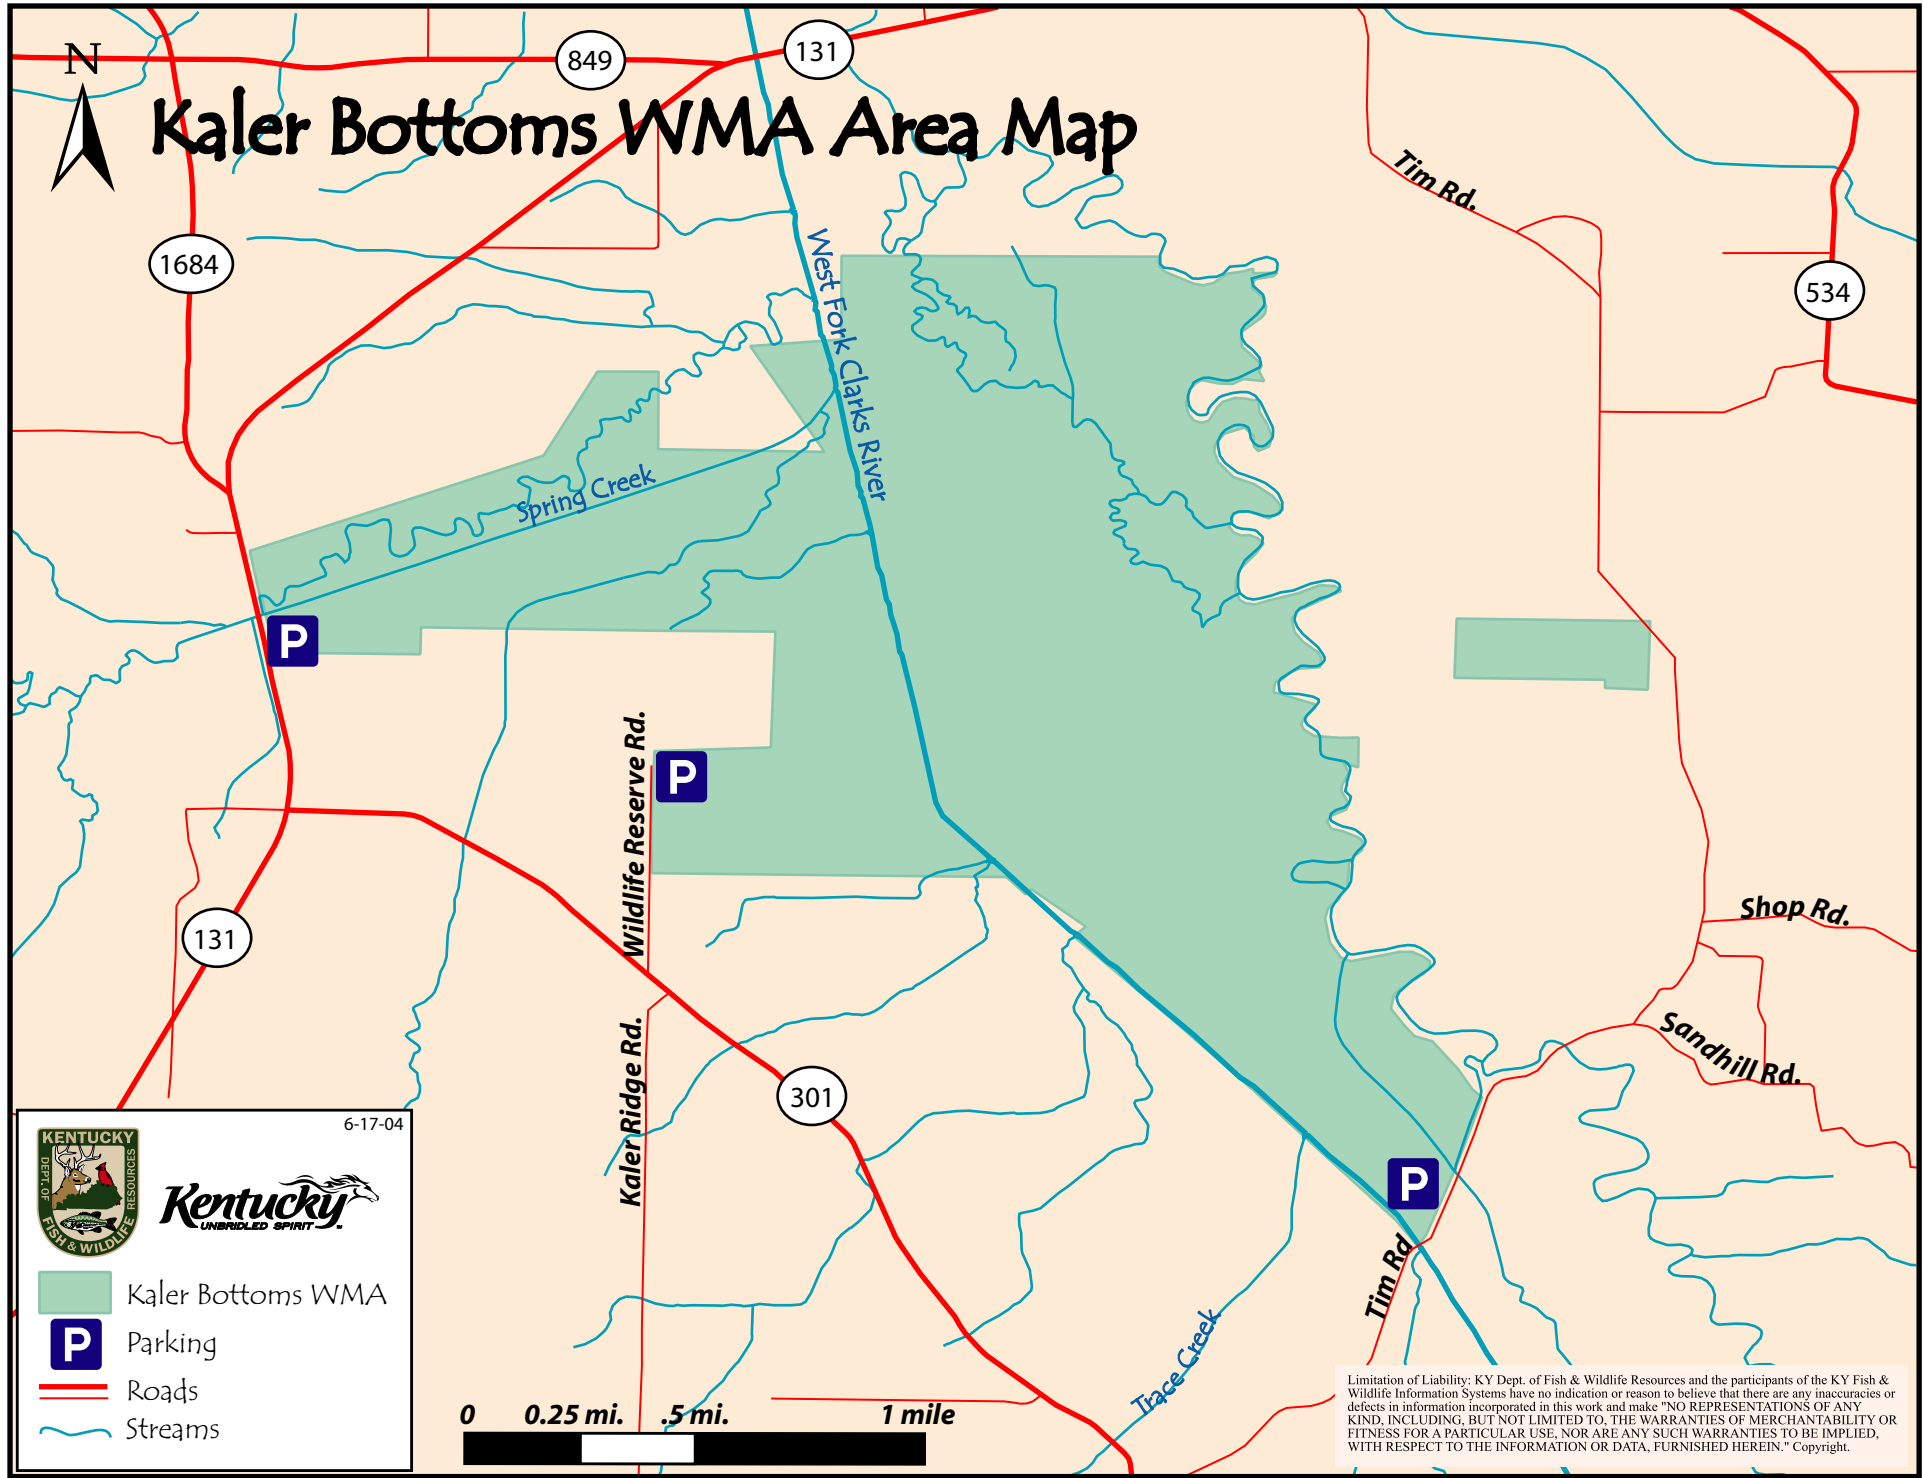 849
131
N
Kaler Bottoms WMA Area Map
Tim Rd.
1684
534
West Fork Clarks River
Spring Creek
P
Wildlife Reserve Rd.
P
Shop Rd.
131
Sandhill Rd.
Kaler Ridge Rd.
301
P
Tim Rd
Trace Creek
6-17-04
KENTUCKY
DEPT. OF
FISH & WILDLIFE
RESOURCES
Kentucky
UNBRIDLED SPIRIT
Kaler Bottoms WMA
P Parking
Roads
Streams
0 0.25 mi. .5 mi. 1 mile
Limitation of Liability: KY Dept. of Fish & Wildlife Resources and the participants of the KY Fish &
Wildlife Information Systems have no indication or reason to believe that there are any inaccuracies or
defects in information incorporated in this work and make "NO REPRESENTATIONS OF ANY
KIND, INCLUDING, BUT NOT LIMITED TO, THE WARRANTIES OF MERCHANTABILITY OR
FITNESS FOR A PARTICULAR USE, NOR ARE ANY SUCH WARRANTIES TO BE IMPLIED,
WITH RESPECT TO THE INFORMATION OR DATA, FURNISHED HEREIN." Copyright.